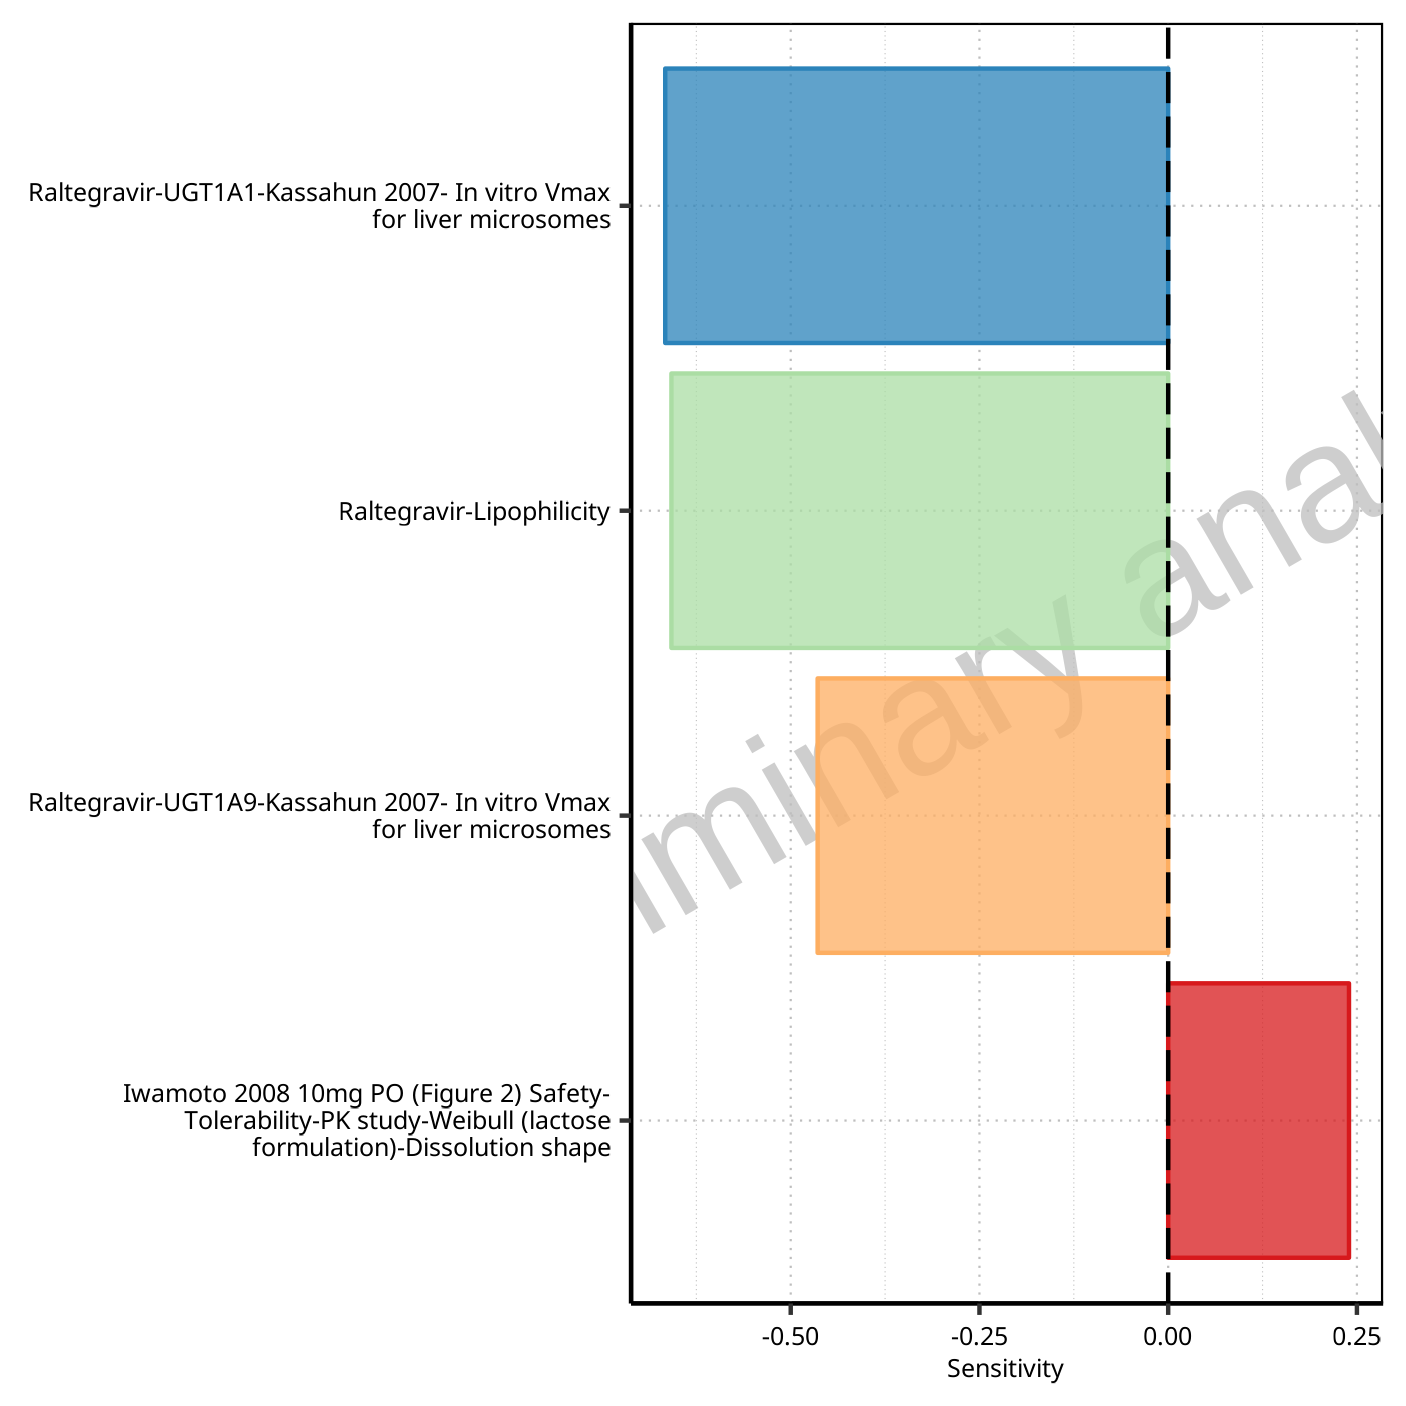 Raltegravir-UGT1A1-Kassahun 2007- In vitro Vmax
for liver microsomes
Raltegravir-Lipophilicity
Raltegravir-UGT1A9-Kassahun 2007- In vitro Vmax
for liver microsomes
Iwamoto 2008 10mg PO (Figure 2) Safety-
Tolerability-PK study-Weibull (lactose
formulation)-Dissolution shape
-0.50 -0.25 0.00 0.25
Sensitivity